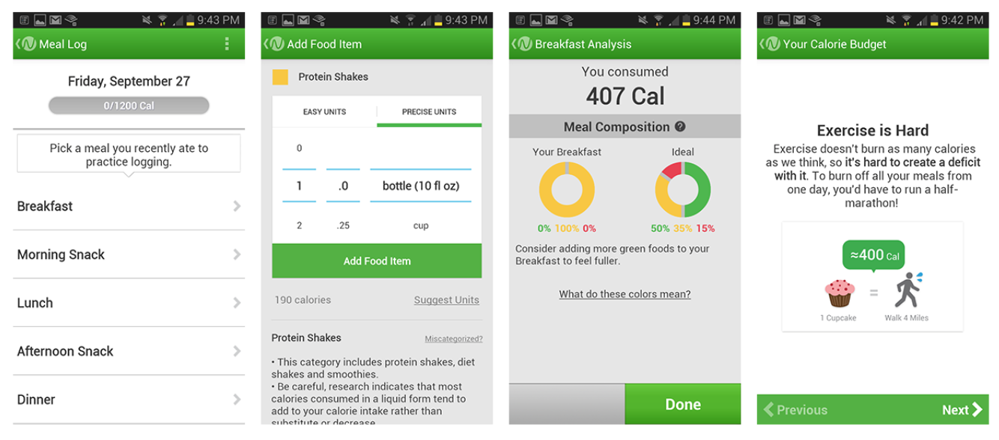 9:43 PM
Meal Log
Friday, September 27
0/1200 Cal
Pick a meal you recently ate to
practice logging.
Breakfast
Morning Snack
Lunch
Afternoon Snack
Dinner
9:43 PM
Add Food Item
Protein Shakes
EASY UNITS
PRECISE UNITS
0
1 .0 bottle (10 fl oz)
2 .25 cup
Add Food Item
190 calories
Suggest Units
Protein Shakes
Miscategorized?
• This category includes protein shakes, diet
shakes and smoothies.
• Be careful, research indicates that most
calories consumed in a liquid form tend to
add to your calorie intake rather than
substitute or decrease
9:44 PM
Breakfast Analysis
You consumed
407 Cal
Meal Composition ?
Your Breakfast
Ideal
0% 100% 0%
50% 35% 15%
Consider adding more green foods to your
Breakfast to feel fuller.
What do these colors mean?
Done
9:42 PM
Your Calorie Budget
Exercise is Hard
Exercise doesn't burn as many calories
as we think, so it's hard to create a deficit
with it. To burn off all your meals from
one day, you'd have to run a half-
marathon!
≈400 Cal
=
1 Cupcake
Walk 4 Miles
Previous
Next